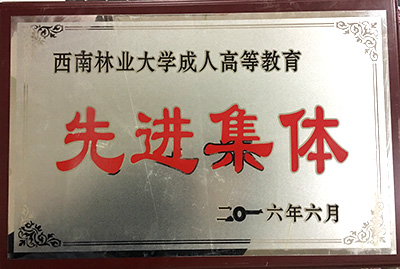 西南林业大学成人高等教育
先进集体
二〇一六年六月